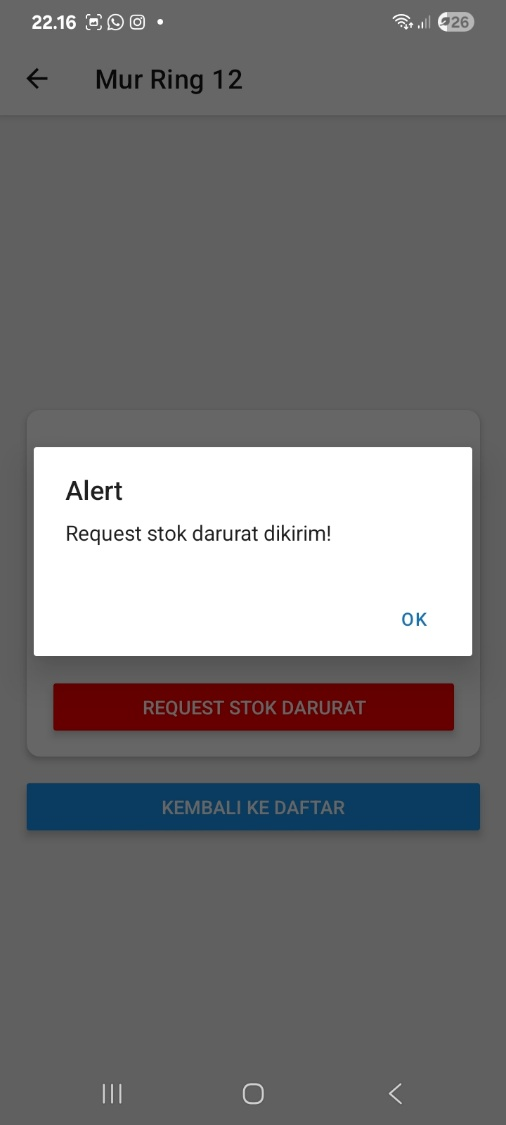 22.16
26
Mur Ring 12
Alert
Request stok darurat dikirim!
OK
REQUEST STOK DARURAT
KEMBALI KE DAFTAR